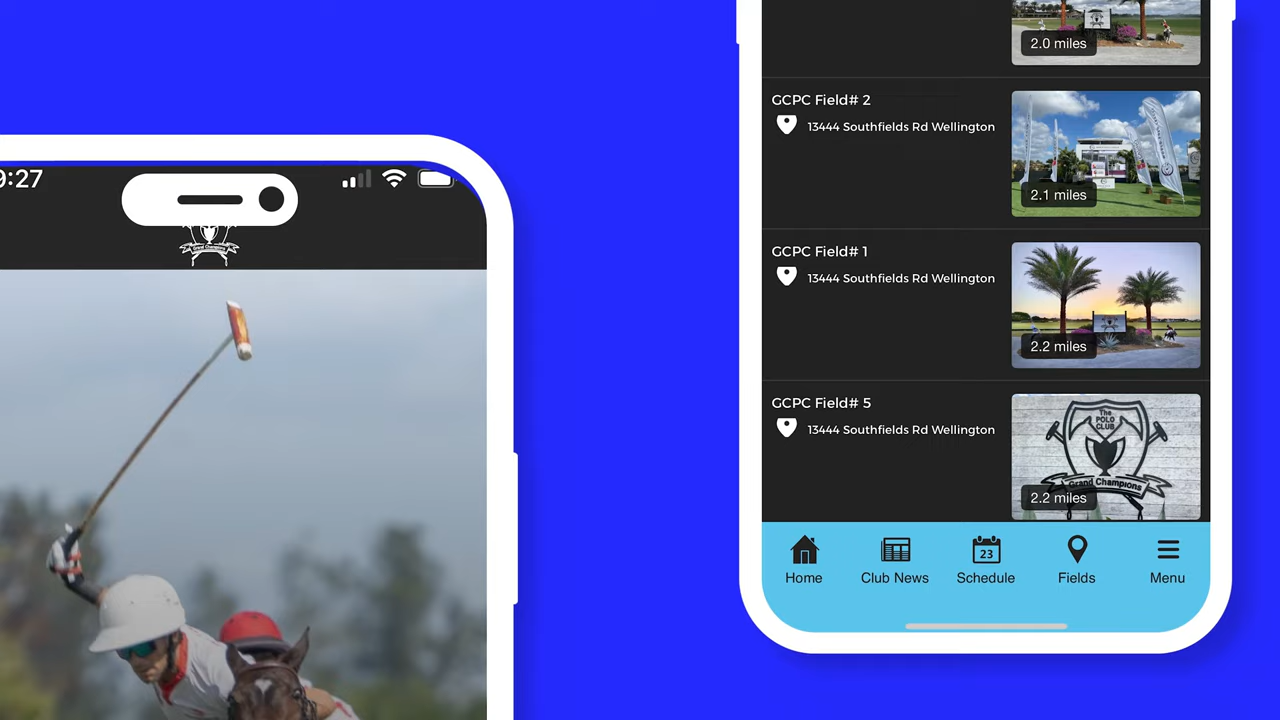 9:27
Grand Champions
2.0 miles
GCPC Field# 2
13444 Southfields Rd Wellington
2.1 miles
GCPC Field# 1
13444 Southfields Rd Wellington
2.2 miles
GCPC Field# 5
13444 Southfields Rd Wellington
The
POLO
CLUB
Grand Champions
2.2 miles
Home
Club News
23
Schedule
Fields
Menu